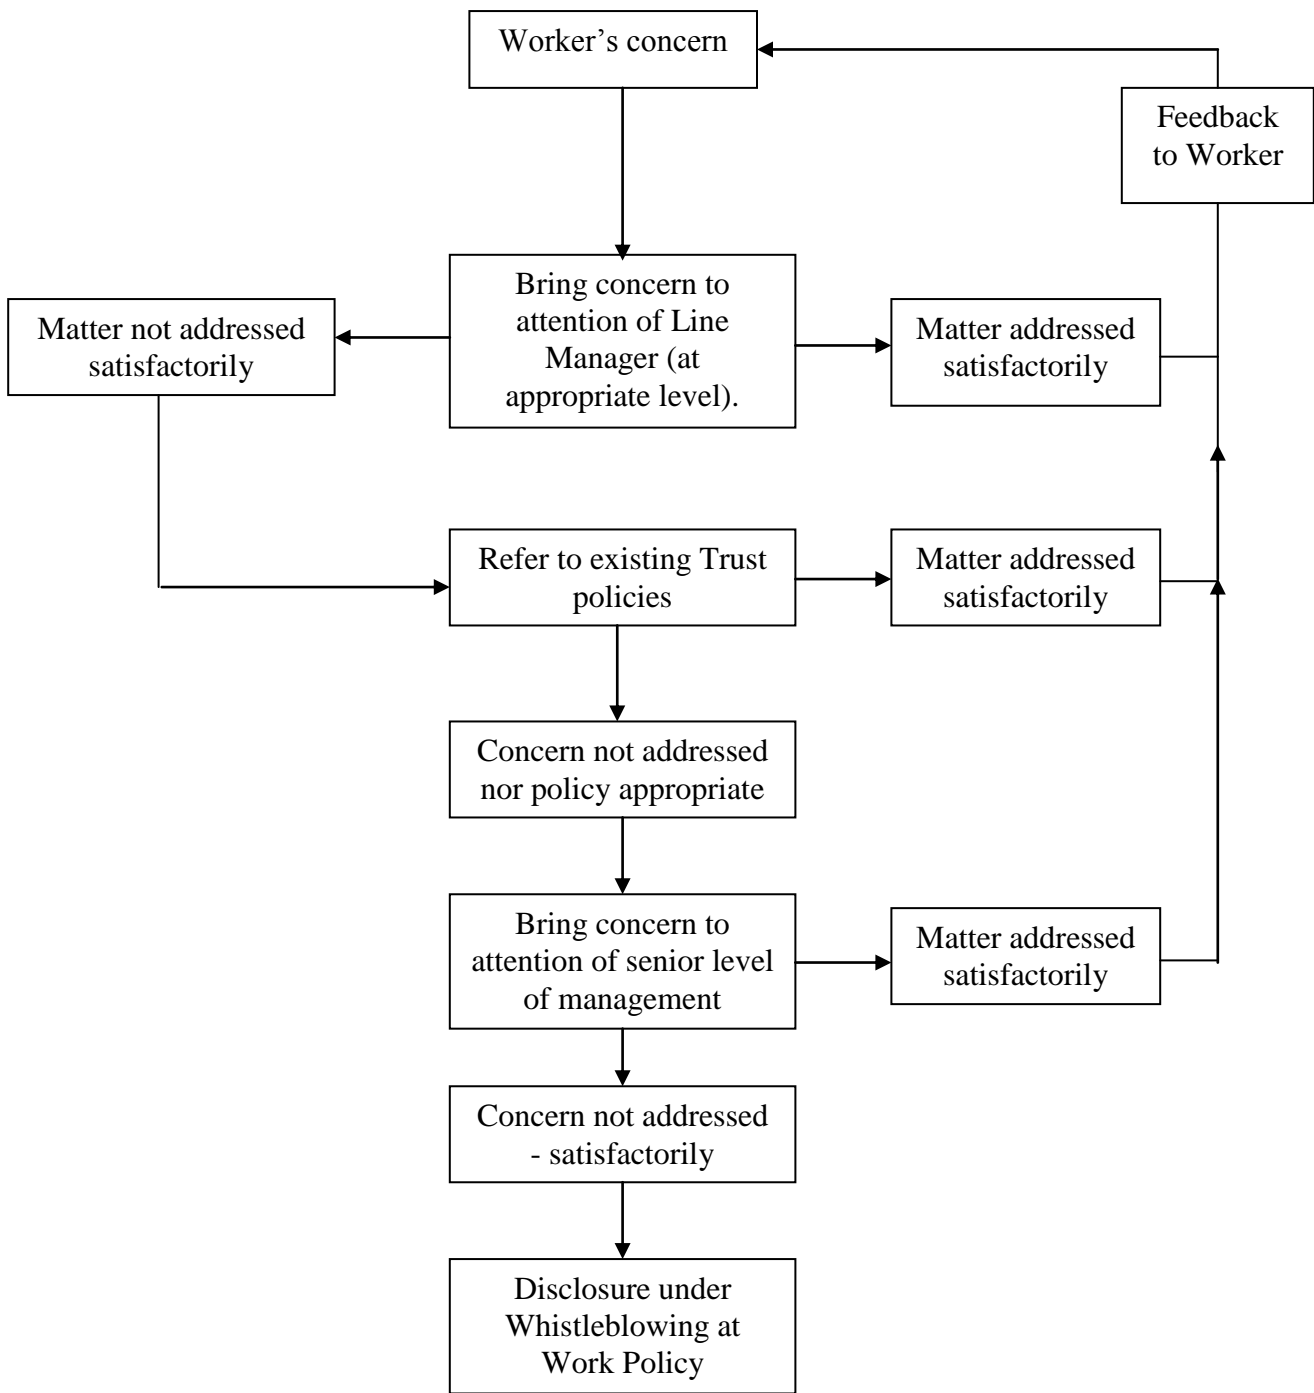 Worker’s concern
Feedback
to Worker
Bring concern to
attention of Line
Manager (at
appropriate level).
Matter not addressed
satisfactorily
Matter addressed
satisfactorily
Refer to existing Trust
policies
Matter addressed
satisfactorily
Concern not addressed
nor policy appropriate
Bring concern to
attention of senior level
of management
Matter addressed
satisfactorily
Concern not addressed
- satisfactorily
Disclosure under
Whistleblowing at
Work Policy